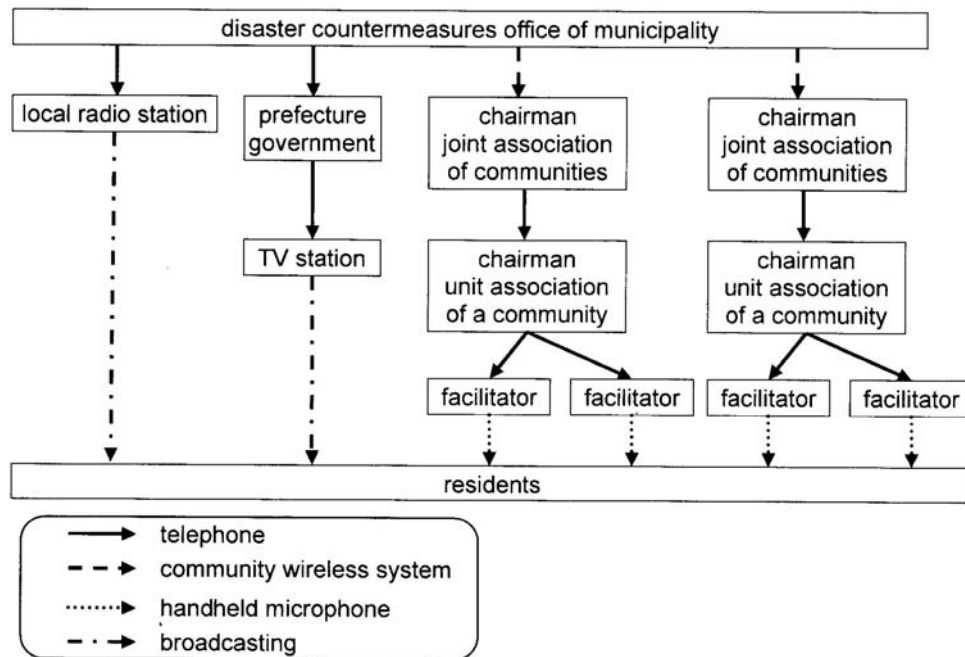 disaster countermeasures office of municipality
local radio station
prefecture
government
chairman
joint association
of communities
chairman
joint association
of communities
TV station
chairman
unit association
of a community
chairman
unit association
of a community
facilitator
facilitator
facilitator
facilitator
residents
telephone
community wireless system
handheld microphone
broadcasting